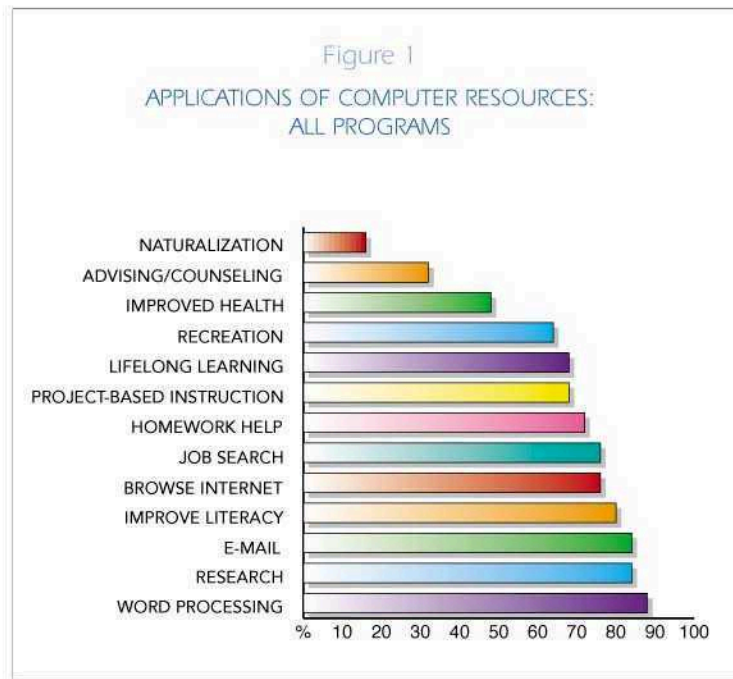 Figure 1
APPLICATIONS OF COMPUTER RESOURCES:
ALL PROGRAMS
NATURALIZATION
ADVISING/COUNSELING
IMPROVED HEALTH
RECREATION
LIFELONG LEARNING
PROJECT-BASED INSTRUCTION
HOMEWORK HELP
JOB SEARCH
BROWSE INTERNET
IMPROVE LITERACY
E-MAIL
RESEARCH
WORD PROCESSING
% 10 20 30 40 50 60 70 80 90 100